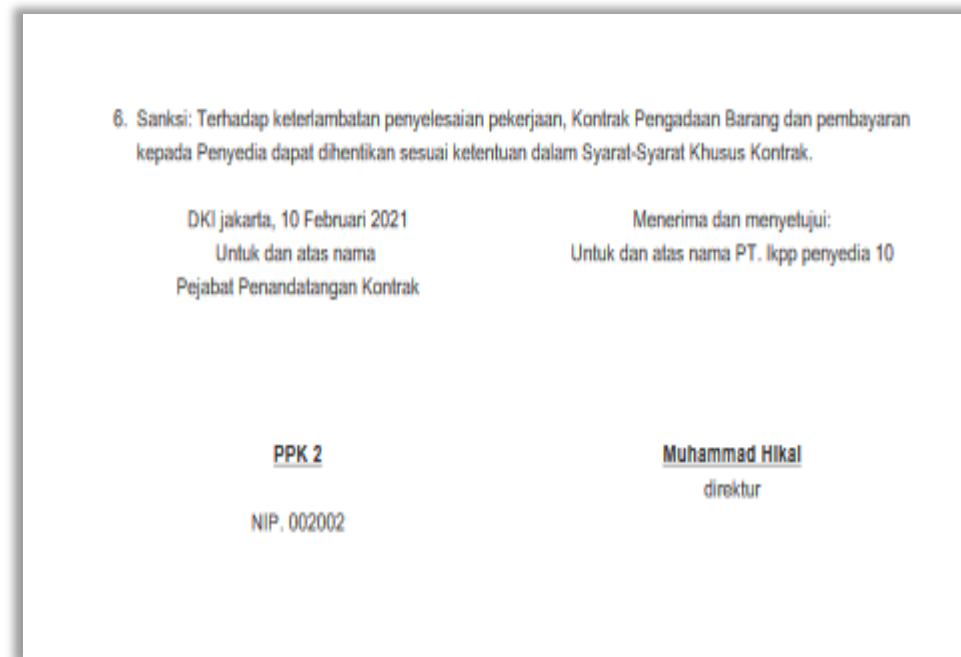 6. Sanksi: Terhadap keterlambatan penyelesaian pekerjaan, Kontrak Pengadaan Barang dan pembayaran
kepada Penyedia dapat dihentikan sesuai ketentuan dalam Syarat-Syarat Khusus Kontrak.
DKI jakarta, 10 Februari 2021
Untuk dan atas nama
Pejabat Penandatangan Kontrak
Menerima dan menyetujui:
Untuk dan atas nama PT. lkpp penyedia 10
PPK 2
NIP. 002002
Muhammad Hikal
direktur